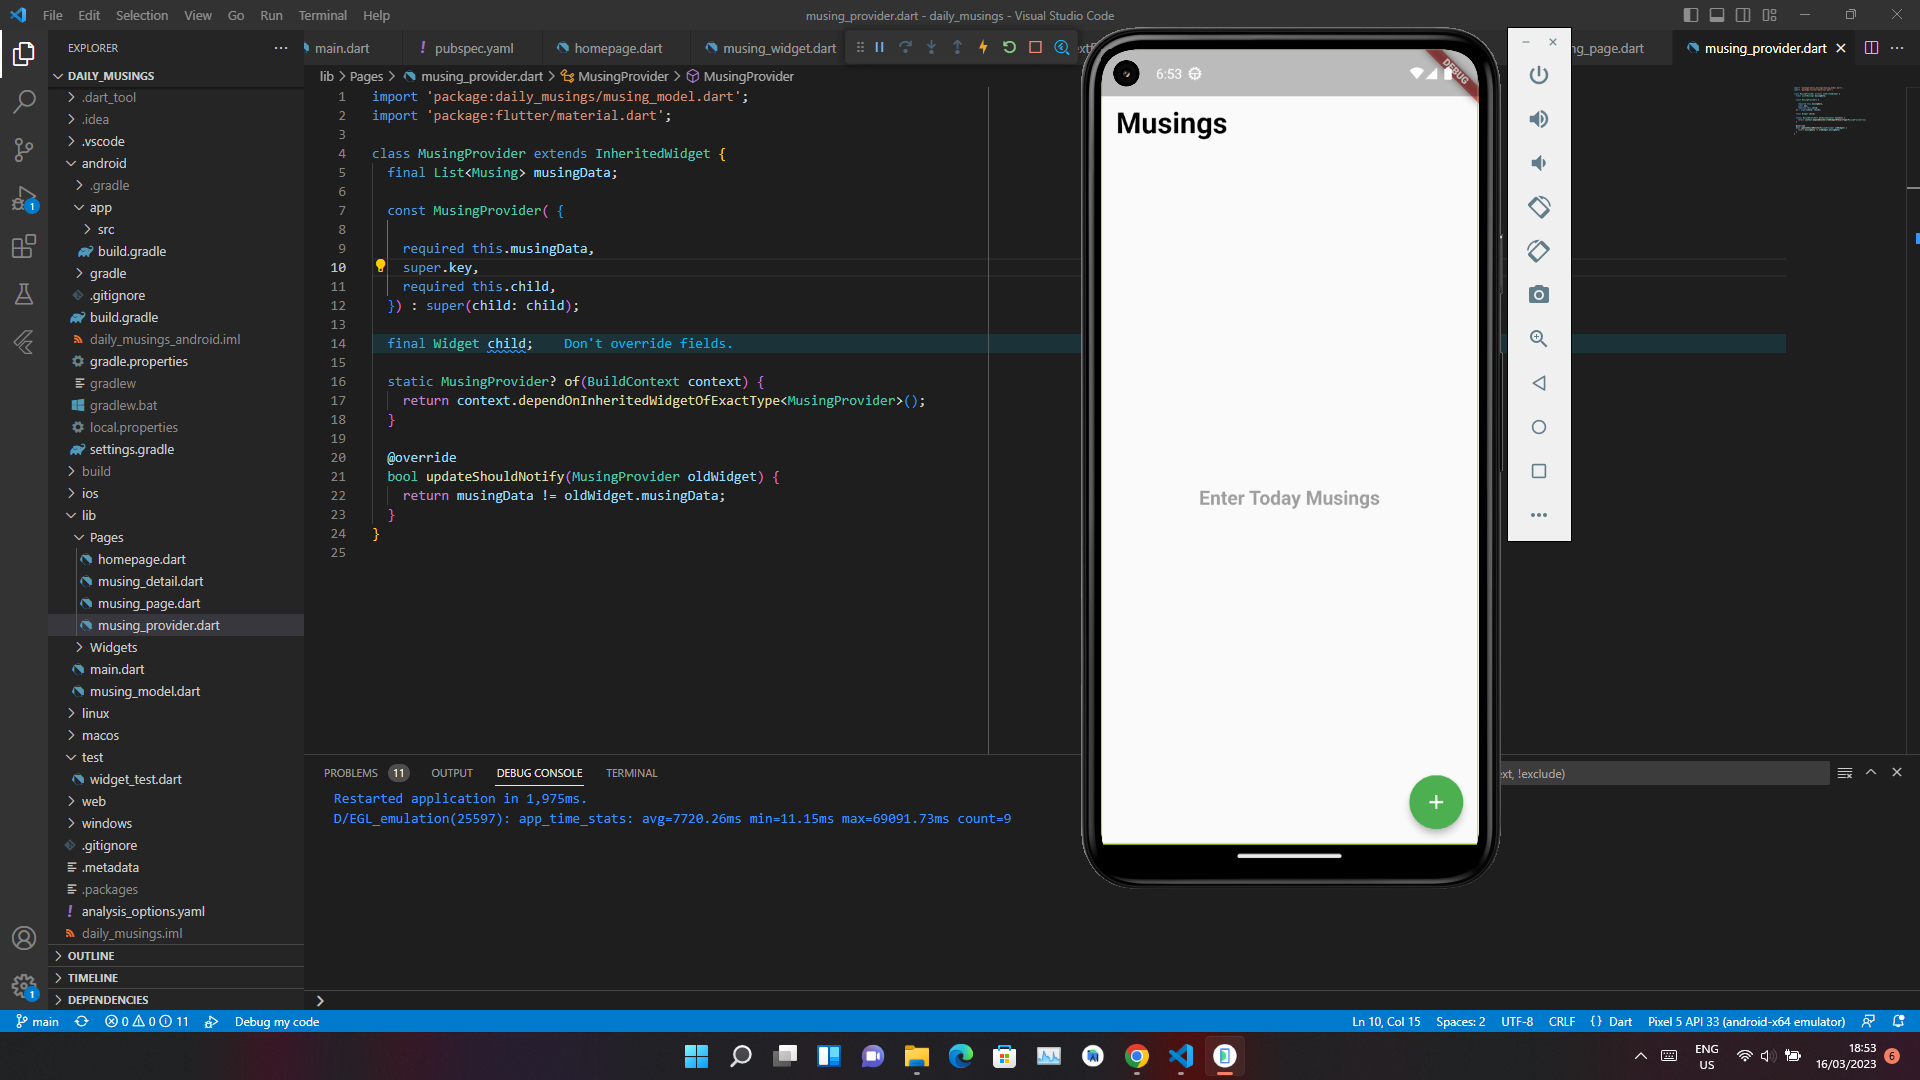 File Edit Selection View Go Run Terminal Help
musing_provider.dart - daily_musings - Visual Studio Code
EXPLORER
DAILY_MUSINGS
.dart_tool
.idea
.vscode
android
.gradle
app
src
build.gradle
gradle
.gitignore
build.gradle
daily_musings_android.iml
gradle.properties
gradlew
gradlew.bat
local.properties
settings.gradle
build
ios
lib
Pages
homepage.dart
musing_detail.dart
musing_page.dart
musing_provider.dart
Widgets
main.dart
musing_model.dart
linux
macos
test
widget_test.dart
web
windows
.gitignore
.metadata
.packages
analysis_options.yaml
daily_musings.iml
OUTLINE
TIMELINE
DEPENDENCIES
1
1
main.dart ! pubspec.yaml homepage.dart musing_widget.dart
musing_provider.dart
lib > Pages > musing_provider.dart > MusingProvider > MusingProvider
1 import 'package:daily_musings/musing_model.dart';
2 import 'package:flutter/material.dart';
3
4 class MusingProvider extends InheritedWidget {
5 final List<Musing> musingData;
6
7 const MusingProvider( {
8
9 required this.musingData,
10 super.key,
11 required this.child,
12 }) : super(child: child);
13
14 final Widget child; Don't override fields.
15
16 static MusingProvider? of(BuildContext context) {
17 return context.dependOnInheritedWidgetOfExactType<MusingProvider>();
18 }
19
20 @override
21 bool updateShouldNotify(MusingProvider oldWidget) {
22 return musingData != oldWidget.musingData;
23 }
24 }
25
PROBLEMS 11 OUTPUT DEBUG CONSOLE TERMINAL
!exclude)
Restarted application in 1,975ms.
D/EGL_emulation(25597): app_time_stats: avg=7720.26ms min=11.15ms max=69091.73ms count=9
6:53
DEBUG
Musings
Enter Today Musings
main 0 0 11 Debug my code
Ln 10, Col 15 Spaces: 2 UTF-8 CRLF { } Dart Pixel 5 API 33 (android-x64 emulator)
ENG
US
18:53
16/03/2023
6